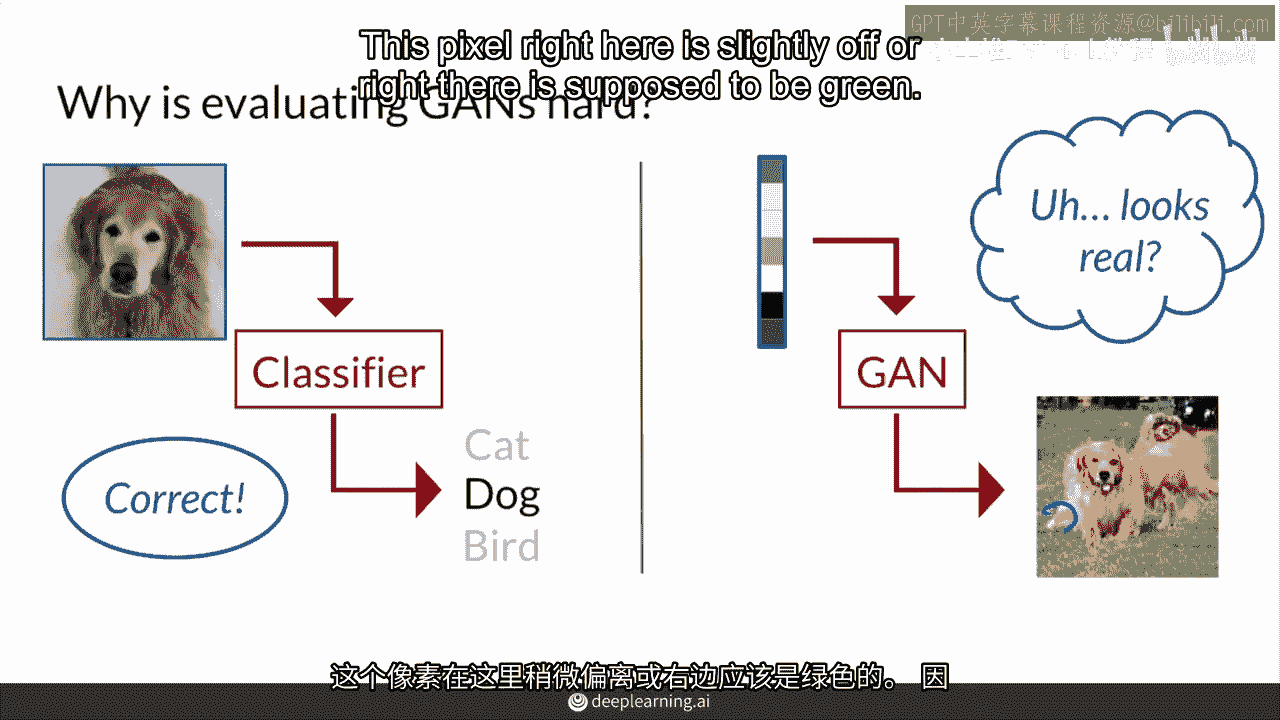 GPT中英字幕课程资源@bilibili.com
This pixel right here is slightly off or
right there is supposed to be green.
Why is evaluating GANs hard?
Uh... looks
real?
Classifier
GAN
Cat
Dog
Bird
Correct!
这个像素在这里稍微偏离或右边应该是绿色的。 因
deeplearning.ai